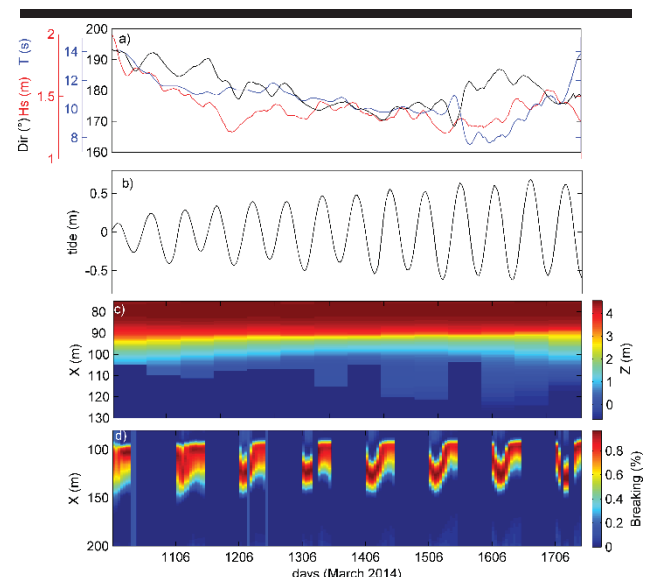 a)
Dir (°)
Hs (m)
T (s)
200
190
180
170
160
2
1.5
1
14
12
10
8
b)
tide (m)
0.5
0
-0.5
c)
X (m)
75
80
90
100
110
120
130
Z (m)
4
3
2
1
0
d)
X (m)
100
150
200
Breaking (%)
0.8
0.6
0.4
0.2
0
1106 1206 1306 1406 1506 1606 1706
days (March 2014)